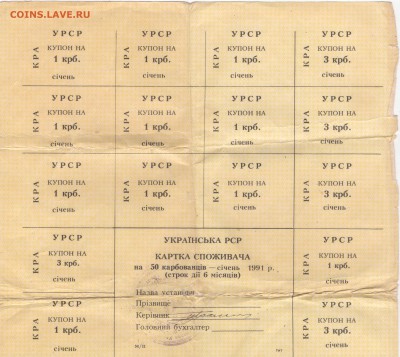 COINS.LAVE.RU
УРСР УРСР УРСР УРСР
КРА КУПОН НА КРА КУПОН НА КРА КУПОН НА КРА КУПОН НА
1 крб. 1 крб. 1 крб. 3 крб.
січень січень січень січень
УРСР УРСР УРСР УРСР
КРА КУПОН НА КРА КУПОН НА КРА КУПОН НА КРА КУПОН НА
1 крб. 1 крб. 1 крб. 3 крб.
січень січень січень січень
УРСР УРСР УРСР УРСР
КРА КУПОН НА КРА КУПОН НА КРА КУПОН НА КРА КУПОН НА
1 крб. 1 крб. 1 крб. 3 крб.
січень січень січень січень
УРСР
КРА КУПОН НА
3 крб.
січень
УКРАЇНСЬКА РСР
КАРТКА СПОЖИВАЧА
на 50 карбованців — січень 1991 р.
(строк дії 6 місяців)
Назва установи
Прізвище
Керівник
Головний бухгалтер
УРСР
КРА КУПОН НА
1 крб.
січень
УРСР
КРА КУПОН НА
1 крб.
січень
УРСР
КРА КУПОН НА
1 крб.
січень